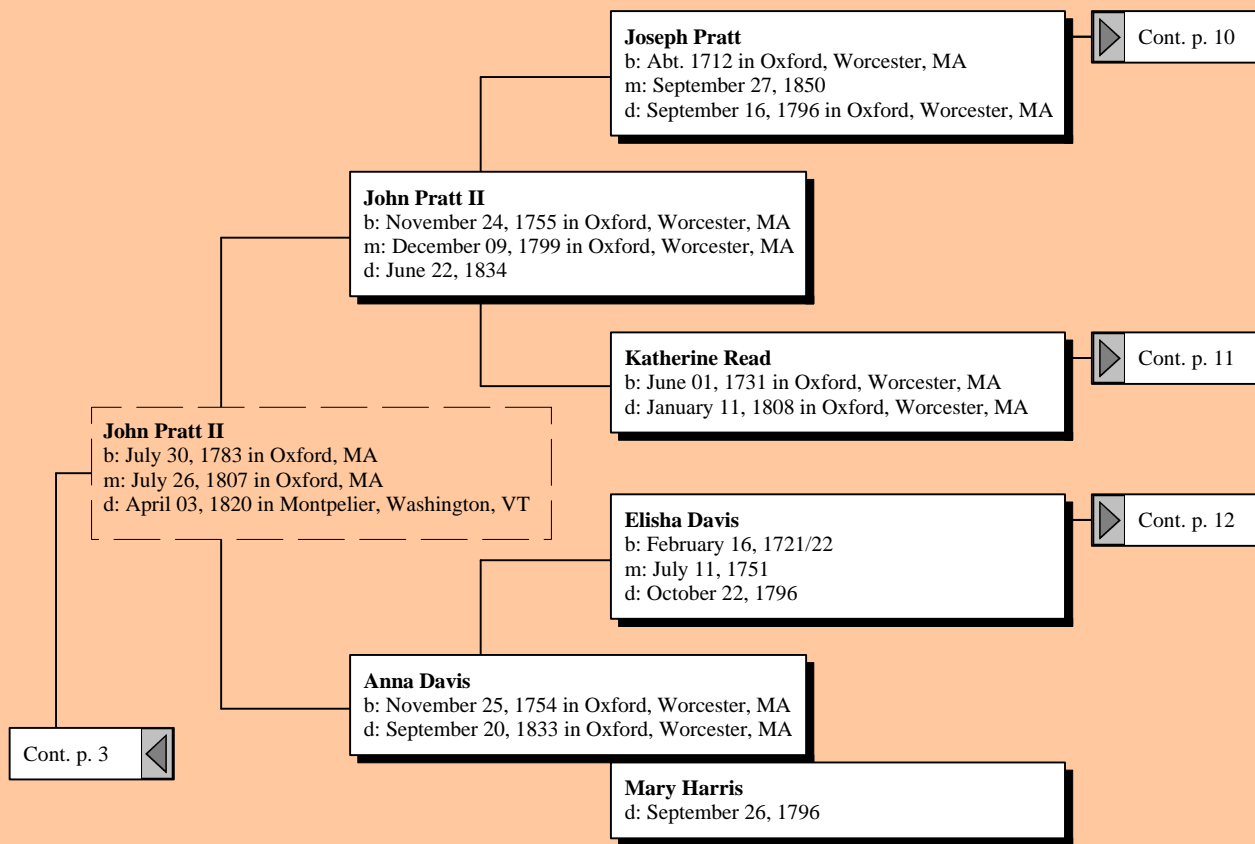 Joseph Pratt
b: Abt. 1712 in Oxford, Worcester, MA
m: September 27, 1850
d: September 16, 1796 in Oxford, Worcester, MA
Cont. p. 10
John Pratt II
b: November 24, 1755 in Oxford, Worcester, MA
m: December 09, 1799 in Oxford, Worcester, MA
d: June 22, 1834
Katherine Read
b: June 01, 1731 in Oxford, Worcester, MA
d: January 11, 1808 in Oxford, Worcester, MA
Cont. p. 11
John Pratt II
b: July 30, 1783 in Oxford, MA
m: July 26, 1807 in Oxford, MA
d: April 03, 1820 in Montpelier, Washington, VT
Elisha Davis
b: February 16, 1721/22
m: July 11, 1751
d: October 22, 1796
Cont. p. 12
Anna Davis
b: November 25, 1754 in Oxford, Worcester, MA
d: September 20, 1833 in Oxford, Worcester, MA
Cont. p. 3
Mary Harris
d: September 26, 1796